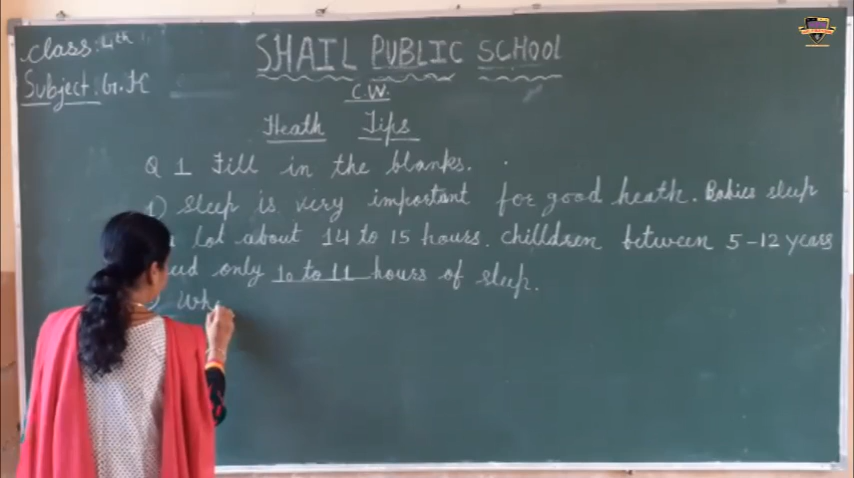 Class: 4th
Subject: G.K
SHAIL PUBLIC SCHOOL
C.W.
Heath Tips
Q 1 Fill in the blanks.
1) Sleep is very important for good heath. Babies sleep
lot about 14 to 15 hours. Chilldren between 5-12 years
only 10 to 11 hours of sleep.
Whe